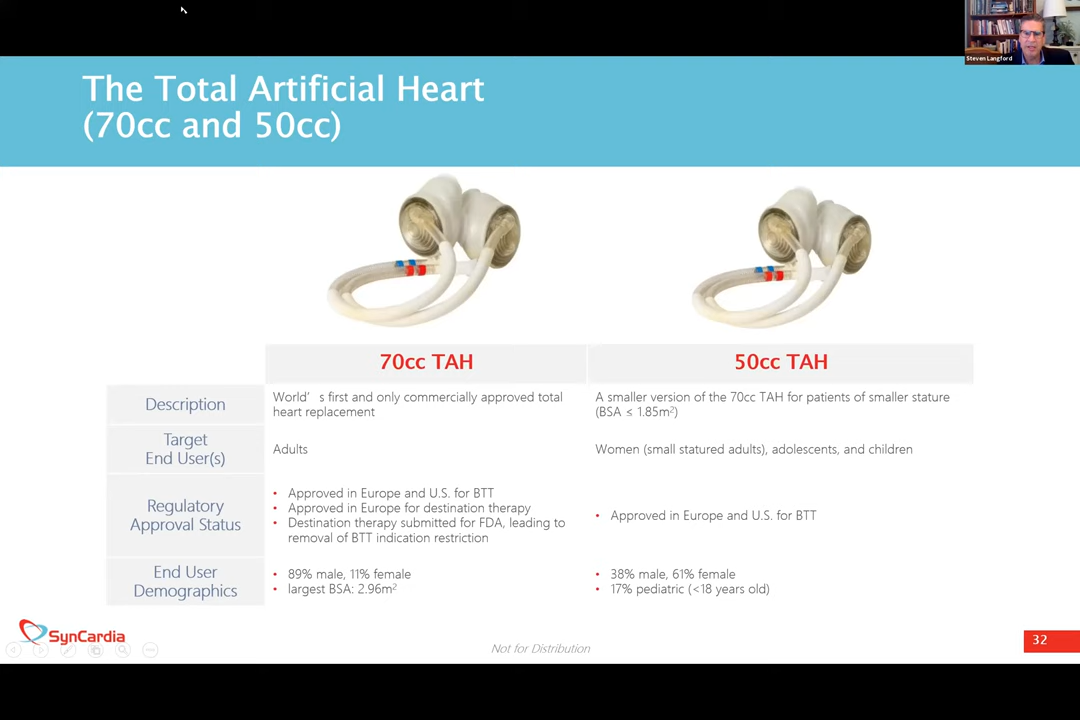 Steven Langford
The Total Artificial Heart
(70cc and 50cc)
70cc TAH
50cc TAH
Description
World’ s first and only commercially approved total
heart replacement
A smaller version of the 70cc TAH for patients of smaller stature
(BSA ≤ 1.85m²)
Target
End User(s)
Adults
Women (small statured adults), adolescents, and children
Regulatory
Approval Status
• Approved in Europe and U.S. for BTT
• Approved in Europe for destination therapy
• Destination therapy submitted for FDA, leading to
removal of BTT indication restriction
• Approved in Europe and U.S. for BTT
End User
Demographics
• 89% male, 11% female
• largest BSA: 2.96m²
• 38% male, 61% female
• 17% pediatric (<18 years old)
SynCardia
Not for Distribution
32